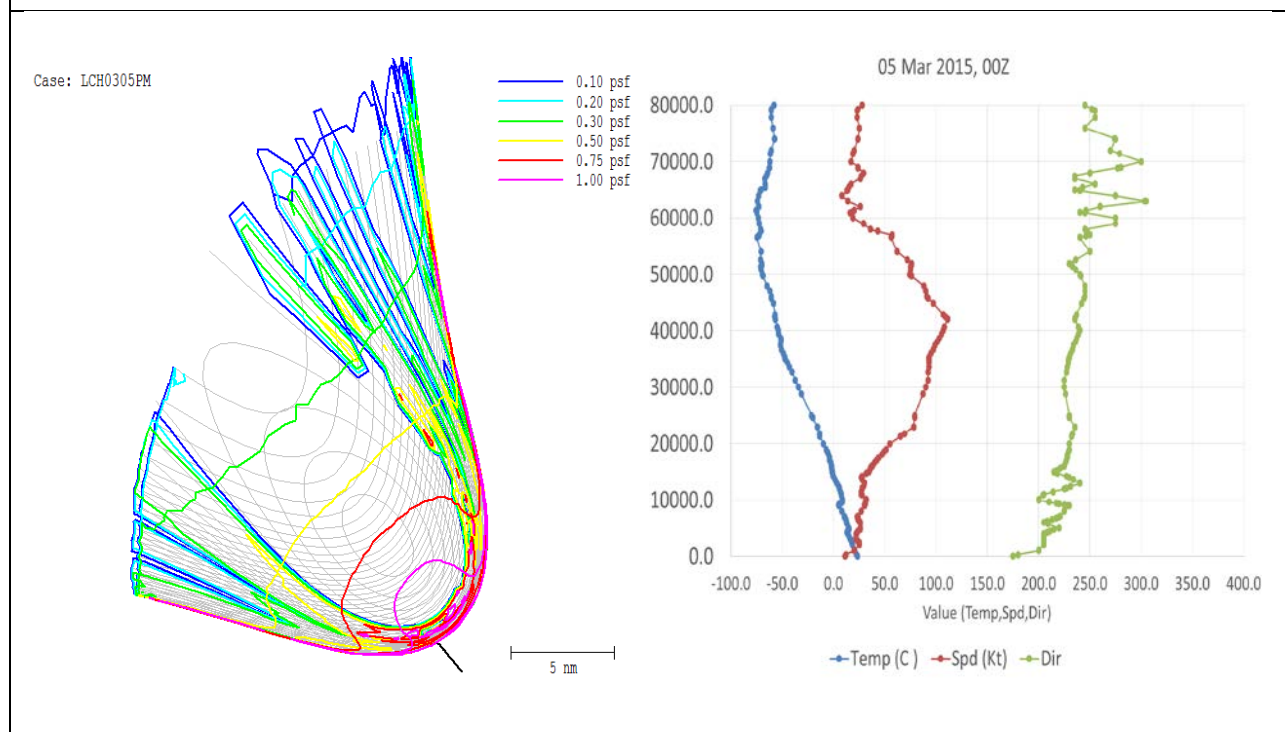 Case: LCH0305PM
0.10 psf
0.20 psf
0.30 psf
0.50 psf
0.75 psf
1.00 psf
5 nm
05 Mar 2015, 00Z
80000.0
70000.0
60000.0
50000.0
40000.0
30000.0
20000.0
10000.0
0.0
-100.0 -50.0 0.0 50.0 100.0 150.0 200.0 250.0 300.0 350.0 400.0
Value (Temp,Spd,Dir)
Temp (C ) Spd (Kt) Dir